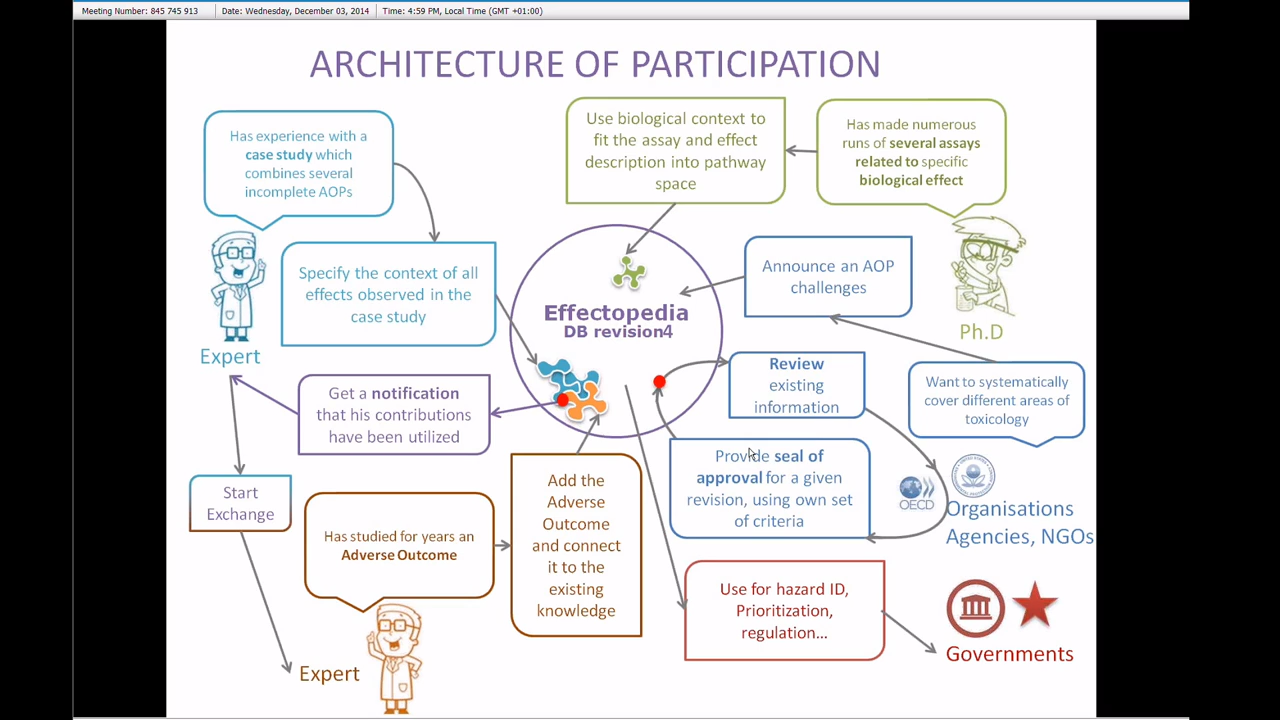 Meeting Number: 845 745 913
Date: Wednesday, December 03, 2014
Time: 4:59 PM, Local Time (GMT +01:00)
ARCHITECTURE OF PARTICIPATION
Has experience with a
case study which
combines several
incomplete AOPs
Use biological context to
fit the assay and effect
description into pathway
space
Has made numerous
runs of several assays
related to specific
biological effect
Specify the context of all
effects observed in the
case study
Announce an AOP
challenges
Effectopedia
DB revision4
Ph.D
Expert
Review
existing
information
Want to systematically
cover different areas of
toxicology
Get a notification
that his contributions
have been utilized
Provide seal of
approval for a given
revision, using own set
of criteria
OECD
Organisations
Agencies, NGOs
Start
Exchange
Has studied for years an
Adverse Outcome
Add the
Adverse
Outcome
and connect
it to the
existing
knowledge
Use for hazard ID,
Prioritization,
regulation...
Governments
Expert